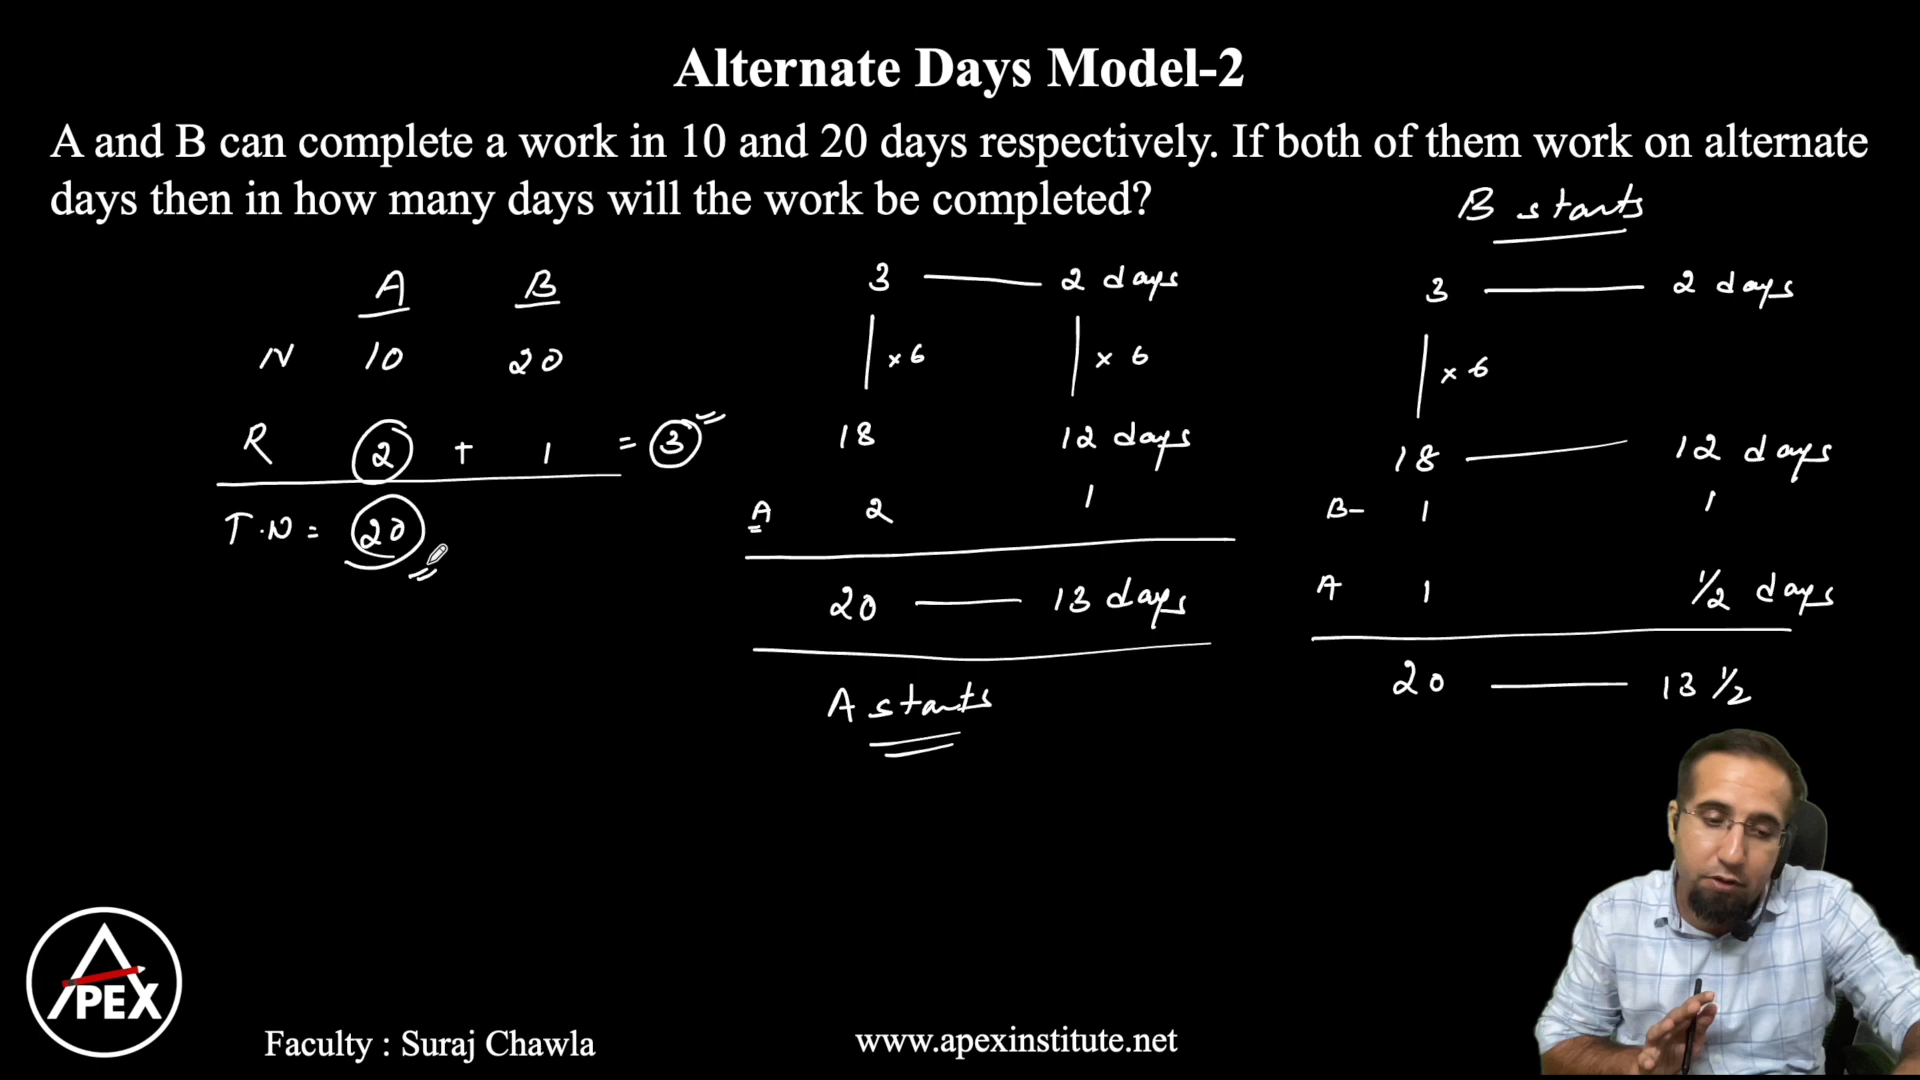 Alternate Days Model-2
A and B can complete a work in 10 and 20 days respectively. If both of them work on alternate
days then in how many days will the work be completed?
A B
N 10 20
R 2 + 1 = 3
T.N = 20
3 — 2 days
× 6 × 6
18 12 days
A 2 1
20 — 13 days
A starts
B starts
3 — 2 days
× 6
18 — 12 days
B- 1 1
A 1 1/2 days
20 — 13 1/2
APEX
Faculty : Suraj Chawla
www.apexinstitute.net